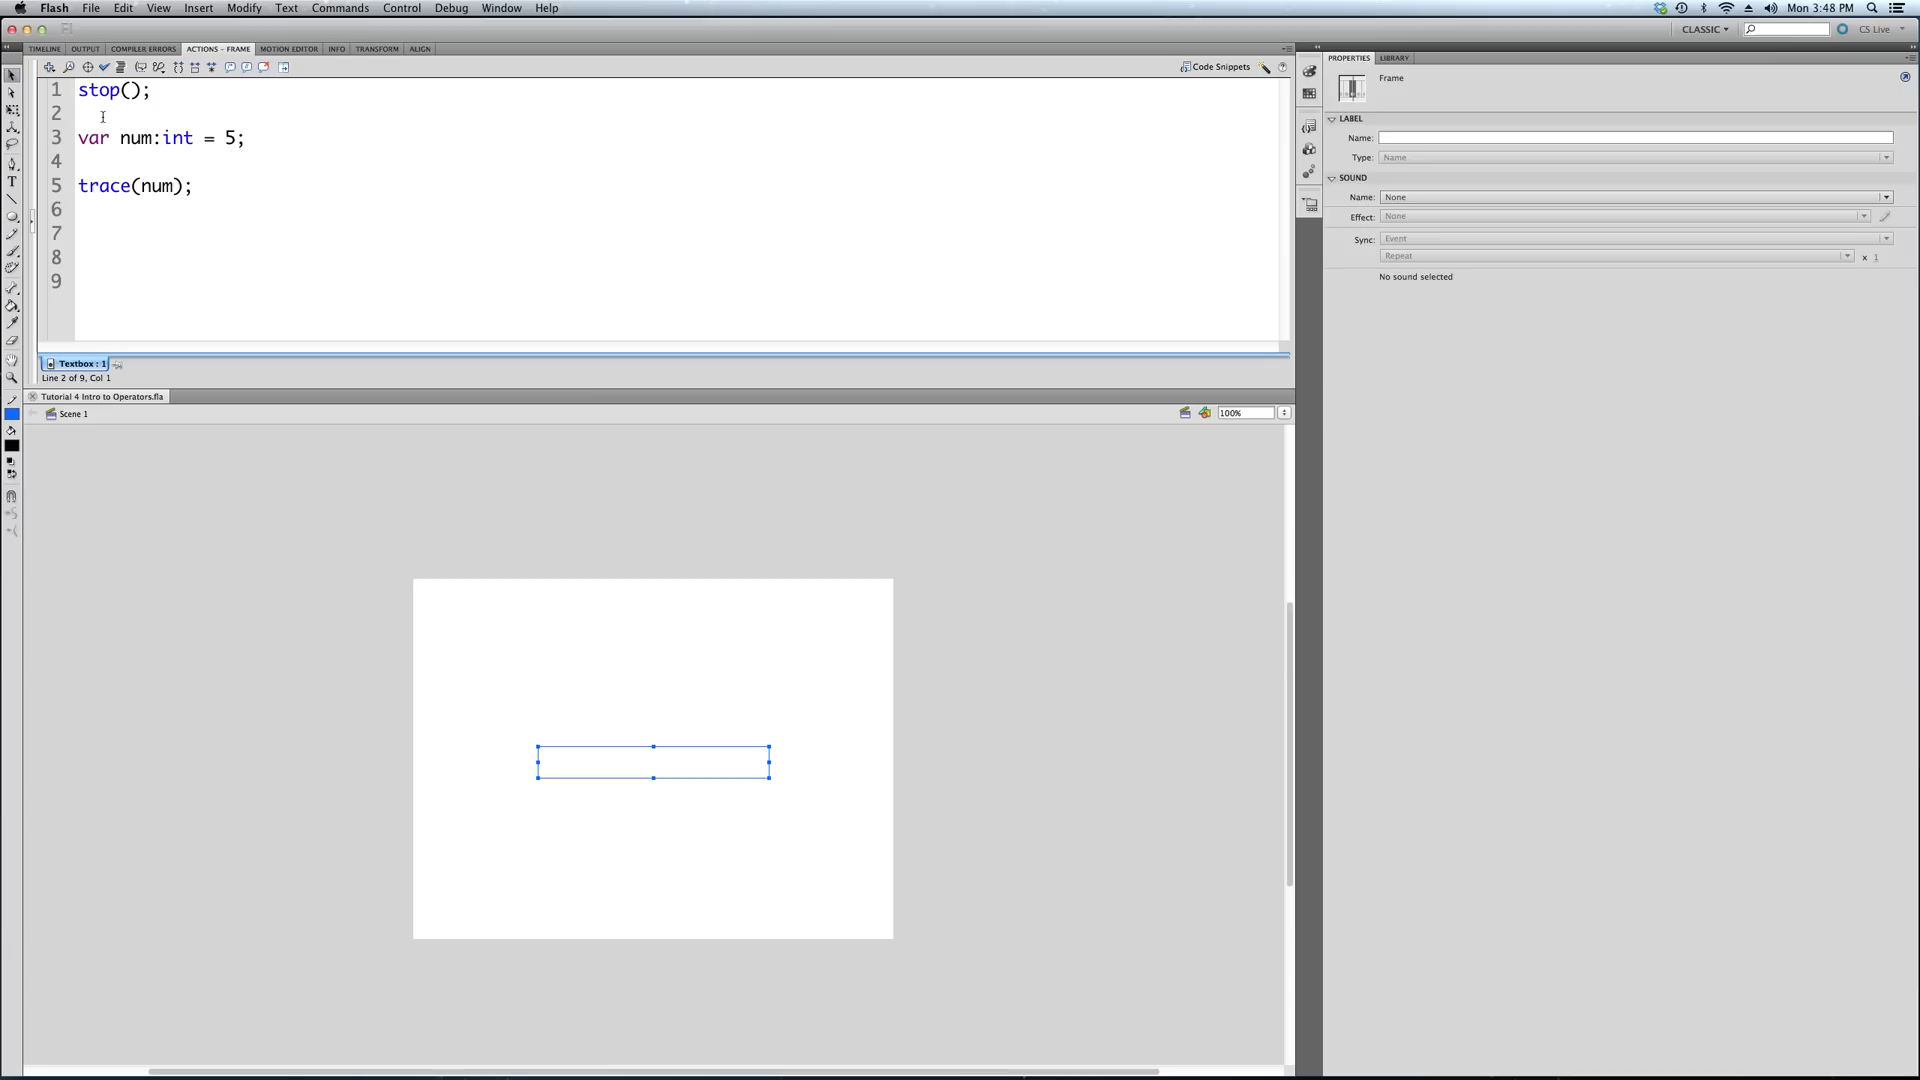 Flash File Edit View Insert Modify Text Commands Control Debug Window Help Mon 3:48 PM
CLASSIC CS Live
TIMELINE OUTPUT COMPILER ERRORS ACTIONS - FRAME MOTION EDITOR INFO TRANSFORM ALIGN
Code Snippets
1 stop();
2
3 var num:int = 5;
4
5 trace(num);
6
7
8
9
Textbox : 1
Line 2 of 9, Col 1
Tutorial 4 Intro to Operators.fla
Scene 1 100%
PROPERTIES LIBRARY
Frame
LABEL
Name:
Type: Name
SOUND
Name: None
Effect: None
Sync: Event
Repeat x 1
No sound selected